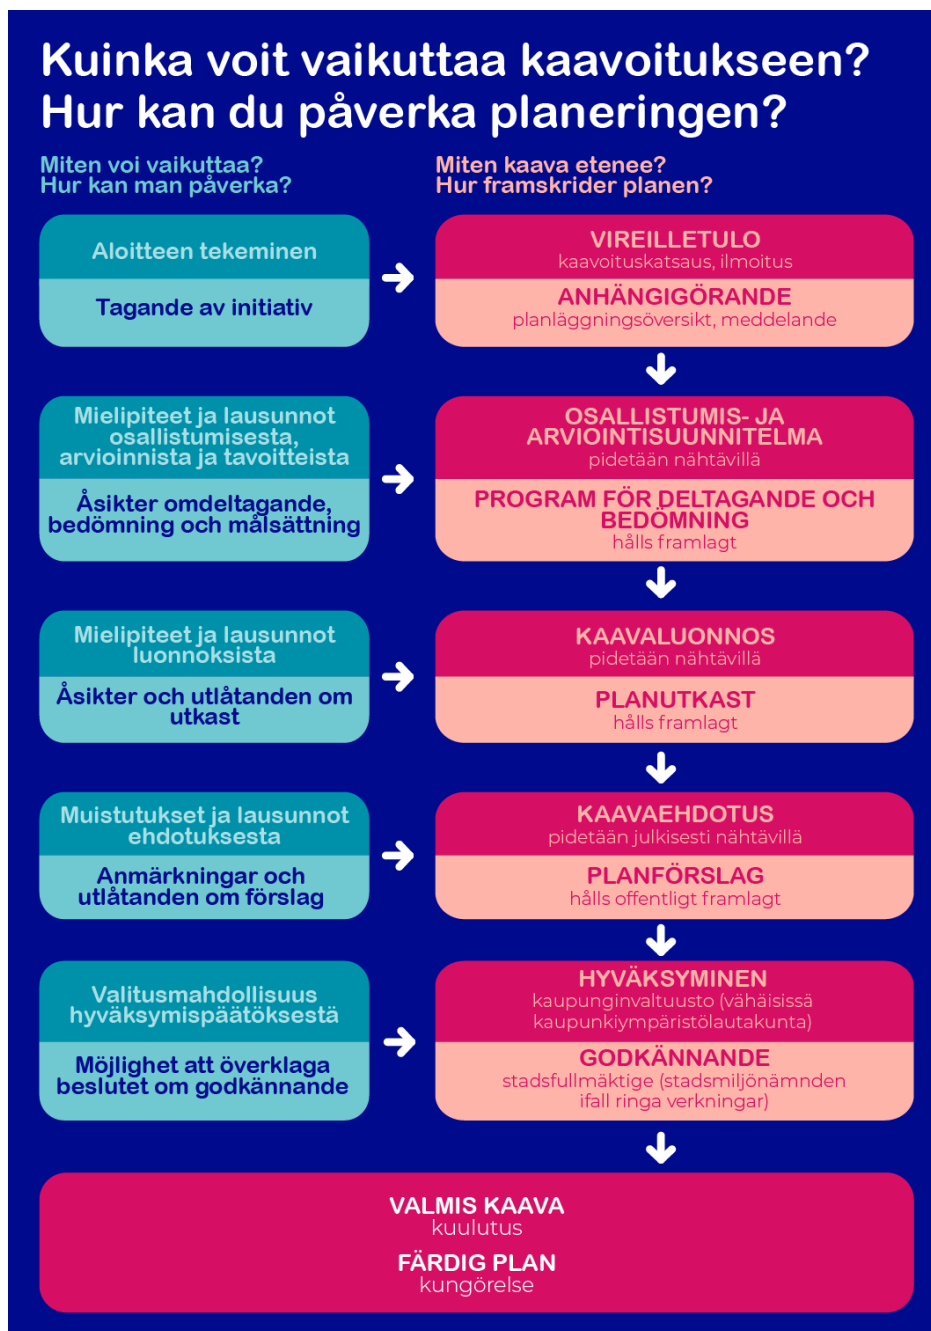 Kuinka voit vaikuttaa kaavoitukseen?
Hur kan du påverka planeringen?
Miten voi vaikuttaa?
Hur kan man påverka?
Miten kaava etenee?
Hur framskrider planen?
Aloitteen tekeminen
Tagande av initiativ
VIREILLETULO
kaavoituskatsaus, ilmoitus
ANHÄNGIGÖRANDE
planläggningsöversikt, meddelande
Mielipiteet ja lausunnot
osallistumisesta,
arvioinnista ja tavoitteista
Åsikter omdeltagande,
bedömning och målsättning
OSALLISTUMIS- JA
ARVIOINTISUUNNITELMA
pidetään nähtävillä
PROGRAM FÖR DELTAGANDE OCH
BEDÖMNING
hålls framlagt
Mielipiteet ja lausunnot
luonnoksista
Åsikter och utlåtanden om
utkast
KAAVALUONNOS
pidetään nähtävillä
PLANUTKAST
hålls framlagt
Muistutukset ja lausunnot
ehdotuksesta
Anmärkningar och
utlåtanden om förslag
KAAVAEHDOTUS
pidetään julkisesti nähtävillä
PLANFÖRSLAG
hålls offentligt framlagt
Valitusmahdollisuus
hyväksymispäätöksestä
Möjlighet att överklaga
beslutet om godkännande
HYVÄKSYMINEN
kaupunginvaltuusto (vähäisissä
kaupunkiympäristölautakunta)
GODKÄNNANDE
stadsfullmäktige (stadsmiljönämnden
ifall ringa verkningar)
VALMIS KAAVA
kuulutus
FÄRDIG PLAN
kungörelse